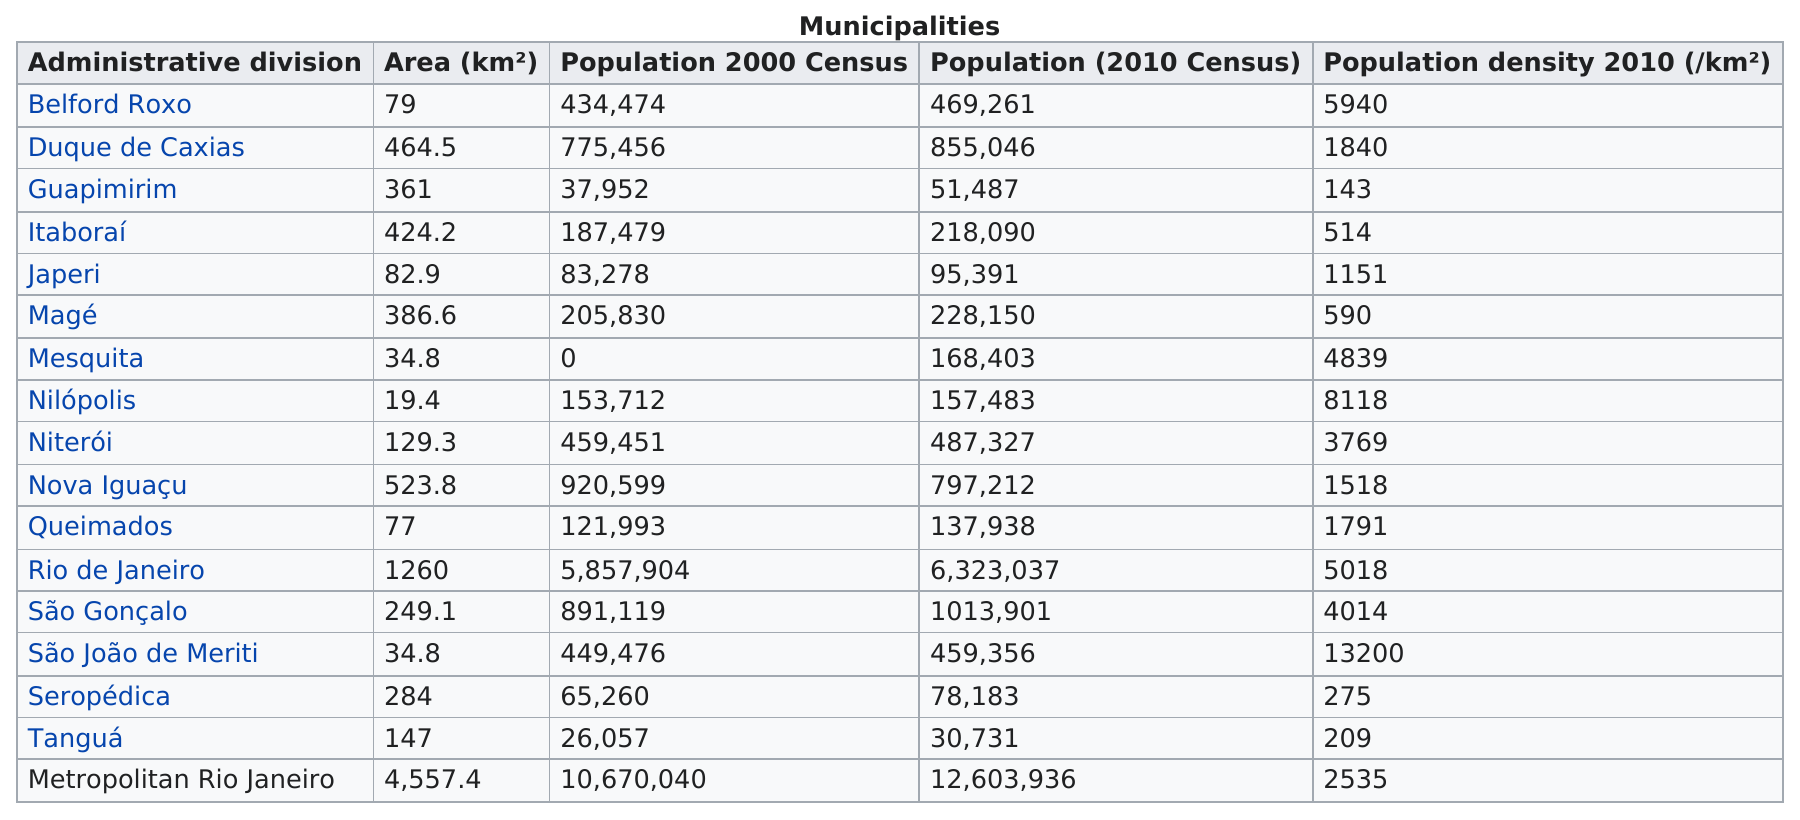 Municipalities
Administrative division Area (km²) Population 2000 Census Population (2010 Census) Population density 2010 (/km²)
Belford Roxo 79 434,474 469,261 5940
Duque de Caxias 464.5 775,456 855,046 1840
Guapimirim 361 37,952 51,487 143
Itaboraí 424.2 187,479 218,090 514
Japeri 82.9 83,278 95,391 1151
Magé 386.6 205,830 228,150 590
Mesquita 34.8 0 168,403 4839
Nilópolis 19.4 153,712 157,483 8118
Niterói 129.3 459,451 487,327 3769
Nova Iguaçu 523.8 920,599 797,212 1518
Queimados 77 121,993 137,938 1791
Rio de Janeiro 1260 5,857,904 6,323,037 5018
São Gonçalo 249.1 891,119 1013,901 4014
São João de Meriti 34.8 449,476 459,356 13200
Seropédica 284 65,260 78,183 275
Tanguá 147 26,057 30,731 209
Metropolitan Rio Janeiro 4,557.4 10,670,040 12,603,936 2535